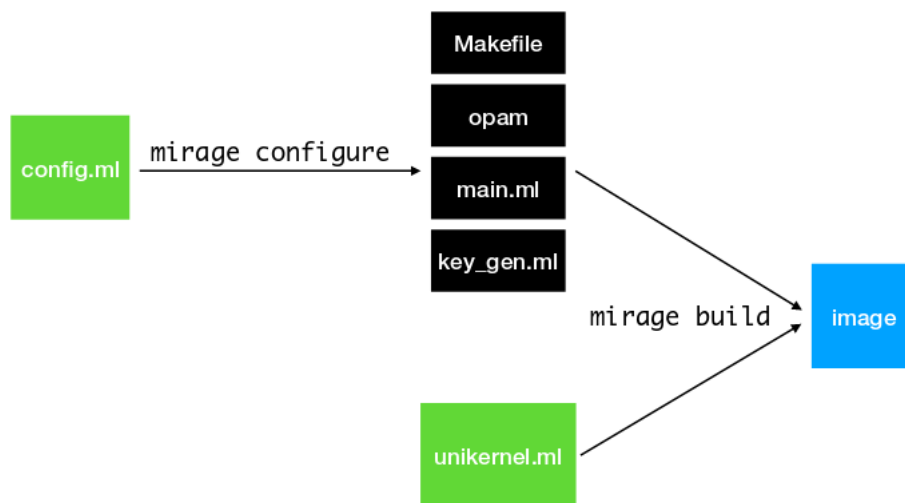 Makefile
opam
config.ml
mirage configure
main.ml
key_gen.ml
mirage build
image
unikernel.ml